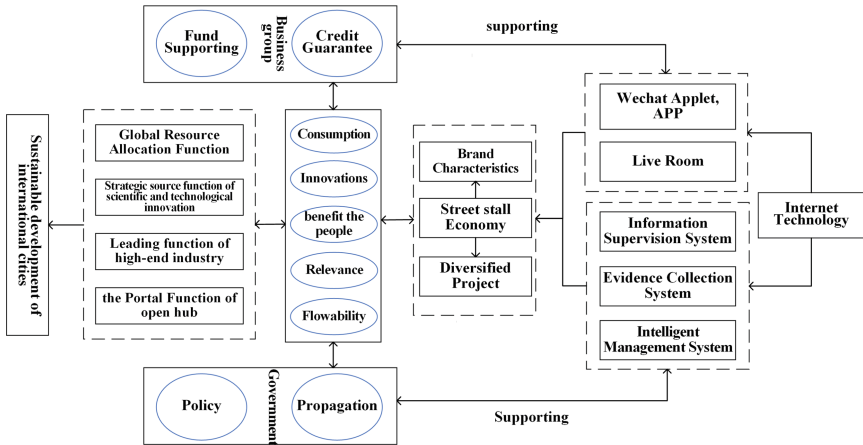 Fund
Supporting
Business
group
Credit
Guarantee
supporting
Sustainable development of
international cities
Global Resource
Allocation Function
Strategic source function of
scientific and technological
innovation
Leading function of
high-end industry
the Portal Function of
open hub
Consumption
Innovations
benefit the
people
Relevance
Flowability
Brand
Characteristics
Street stall
Economy
Diversified
Project
Wechat Applet,
APP
Live Room
Information
Supervision System
Evidence Collection
System
Intelligent
Management System
Internet
Technology
Policy
Government
Propagation
Supporting